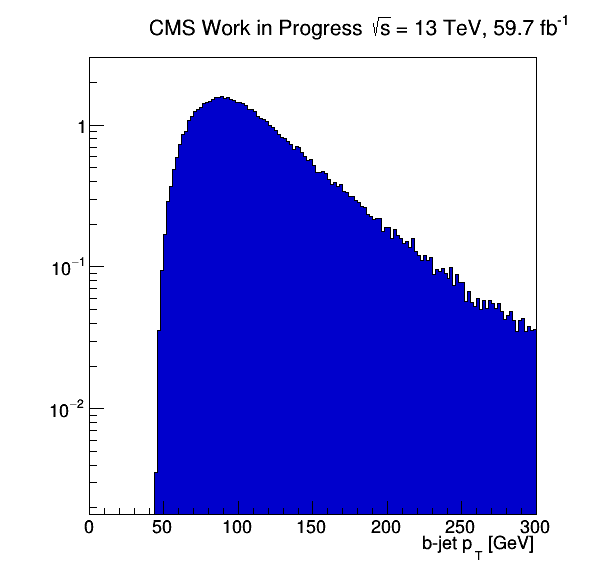 CMS Work in Progress √s = 13 TeV, 59.7 fb⁻¹
1
10⁻¹
10⁻²
0 50 100 150 200 250 300
b-jet p_T [GeV]